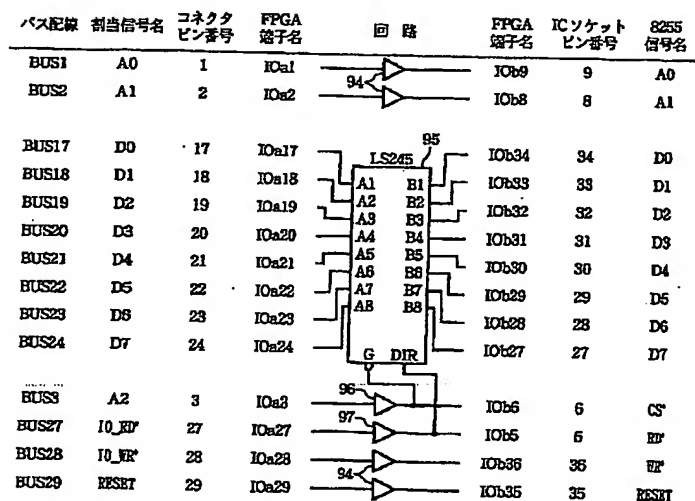 バス配線 割当信号名 コネクタピン番号 FPGA端子名 回路 FPGA端子名 ICソケットピン番号 8255信号名
BUS1 A0 1 IOa1 94 IOb9 9 A0
BUS2 A1 2 IOa2 IOb8 8 A1
LS245 95
BUS17 D0 17 IOa17 A1 B1 IOb34 34 D0
BUS18 D1 18 IOa18 A2 B2 IOb33 33 D1
BUS19 D2 19 IOa19 A3 B3 IOb32 32 D2
BUS20 D3 20 IOa20 A4 B4 IOb31 31 D3
BUS21 D4 21 IOa21 A5 B5 IOb30 30 D4
BUS22 D5 22 IOa22 A6 B6 IOb29 29 D5
BUS23 D6 23 IOa23 A7 B7 IOb28 28 D6
BUS24 D7 24 IOa24 A8 B8 IOb27 27 D7
G DIR
BUS3 A2 3 IOa3 96 IOb6 6 CS*
BUS27 IO_RD* 27 IOa27 97 IOb5 5 RD*
BUS28 IO_WR* 28 IOa28 IOb36 36 WR*
BUS29 RESET 29 IOa29 94 IOb35 35 RESET